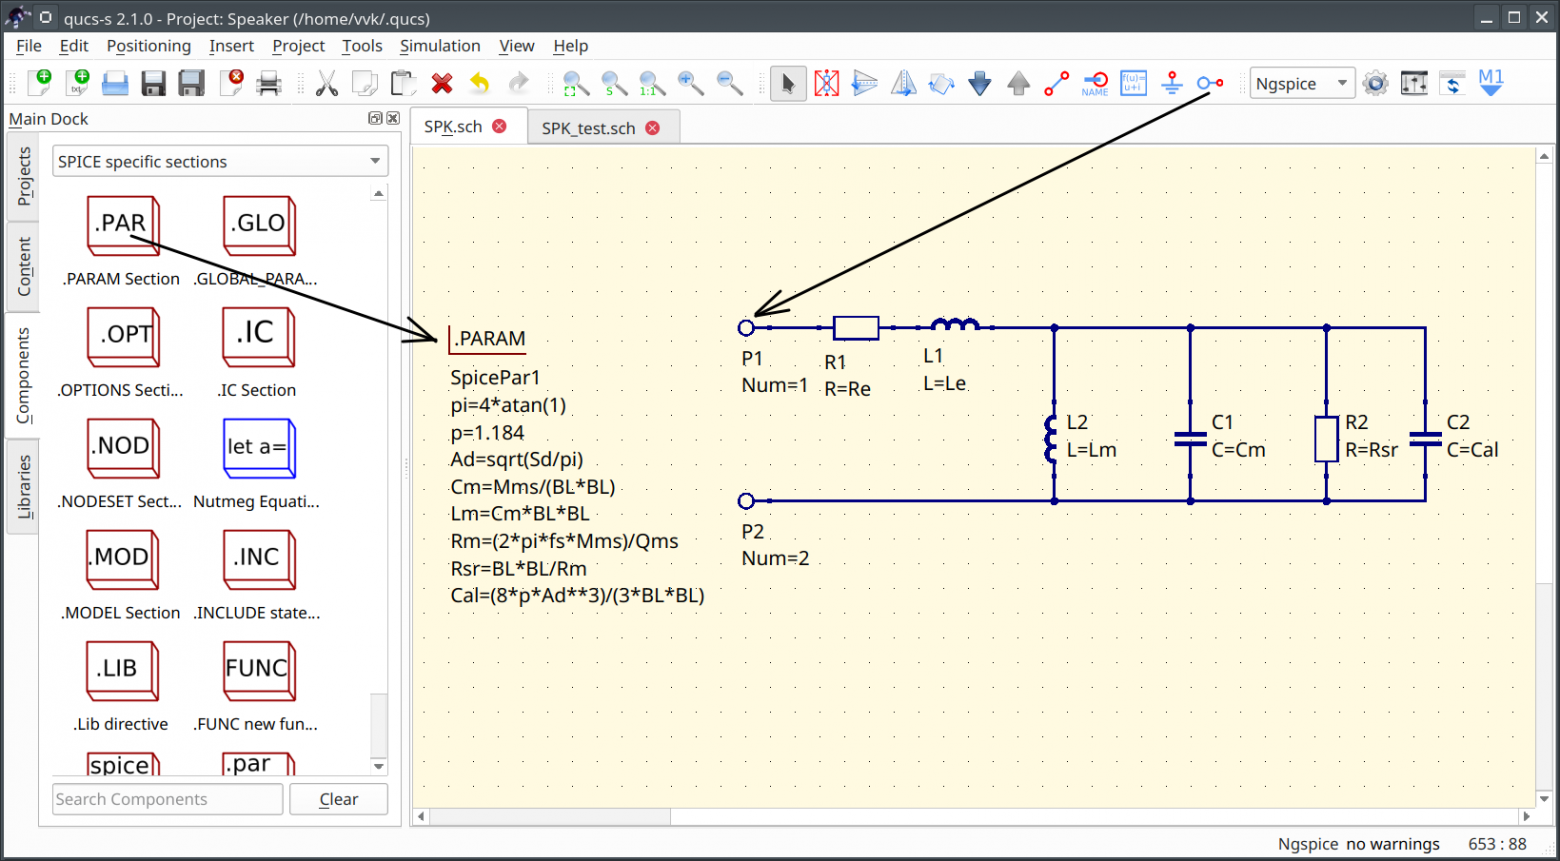 qucs-s 2.1.0 - Project: Speaker (/home/vvk/.qucs)
File Edit Positioning Insert Project Tools Simulation View Help
txt S 1:1 NAME f(u)= u+i Ngspice M1
Main Dock
SPK.sch SPK_test.sch
Projects
Content
Components
Libraries
SPICE specific sections
.PAR .GLO
.PARAM Section .GLOBAL_PARA...
.OPT .IC
.OPTIONS Secti... .IC Section
.NOD let a=
.NODESET Sect... Nutmeg Equati...
.MOD .INC
.MODEL Section .INCLUDE state...
.LIB FUNC
.Lib directive .FUNC new fun...
spice .par
Search Components Clear
.PARAM
SpicePar1
pi=4*atan(1)
p=1.184
Ad=sqrt(Sd/pi)
Cm=Mms/(BL*BL)
Lm=Cm*BL*BL
Rm=(2*pi*fs*Mms)/Qms
Rsr=BL*BL/Rm
Cal=(8*p*Ad**3)/(3*BL*BL)
P1
Num=1
R1
R=Re
L1
L=Le
L2
L=Lm
C1
C=Cm
R2
R=Rsr
C2
C=Cal
P2
Num=2
Ngspice no warnings 653 : 88